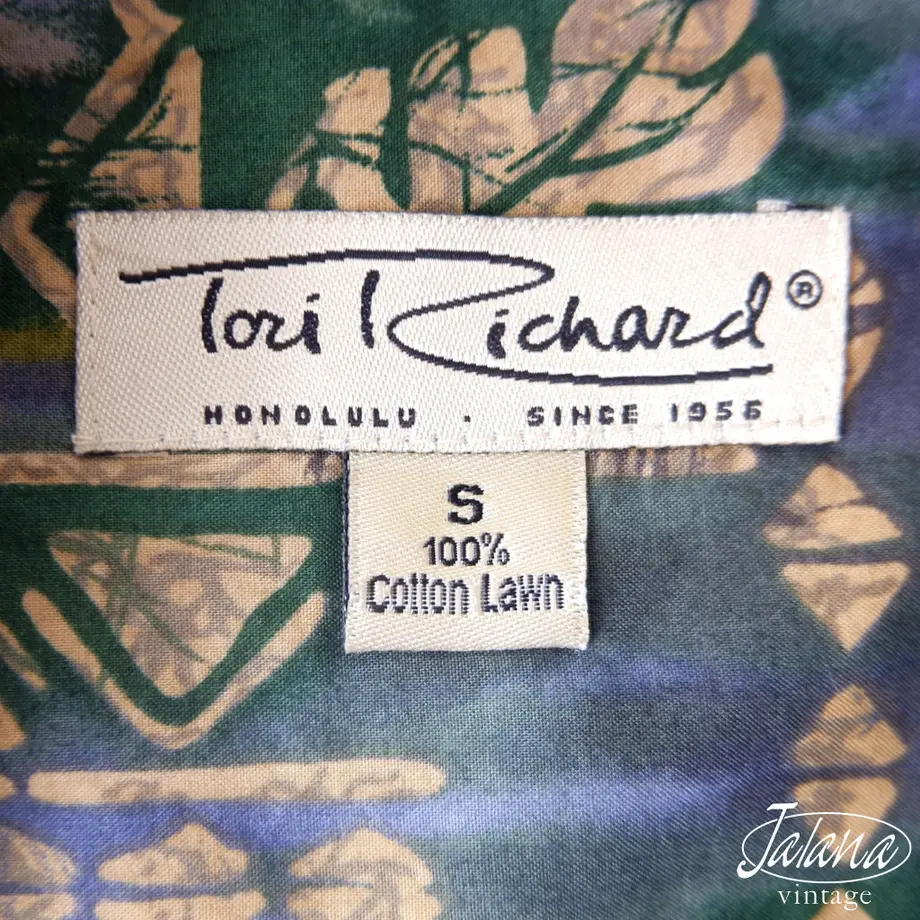 Tori Richard®
HONOLULU · SINCE 1956
S
100%
Cotton Lawn
Jalana
vintage